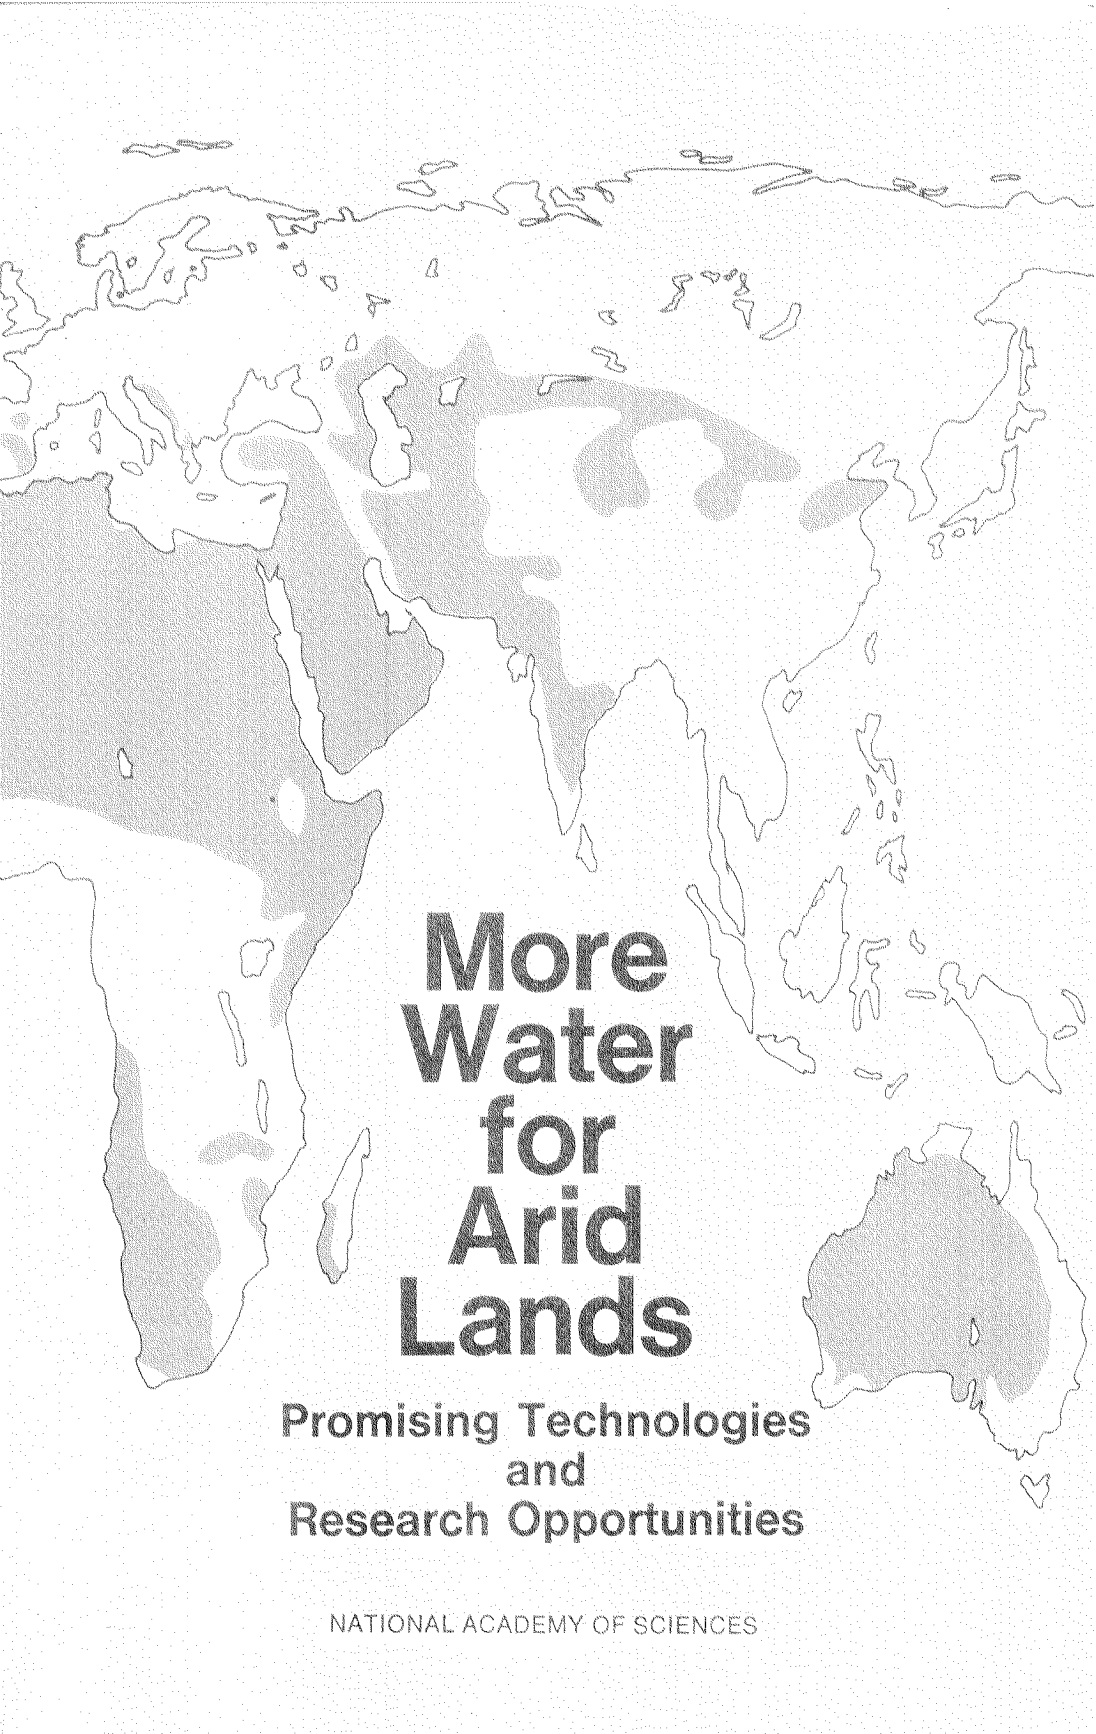 More
Water
for
Arid
Lands
Promising Technologies
and
Research Opportunities
NATIONAL ACADEMY OF SCIENCES